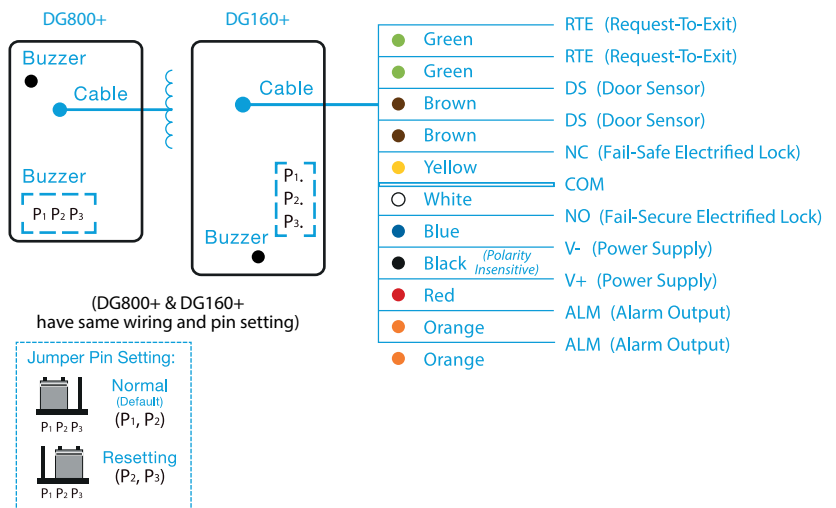 DG800+
DG160+
Buzzer
Cable
Buzzer
P1 P2 P3
Cable
P1.
P2.
P3.
Buzzer
RTE (Request-To-Exit)
Green
RTE (Request-To-Exit)
Green
DS (Door Sensor)
Brown
DS (Door Sensor)
Brown
NC (Fail-Safe Electrified Lock)
Yellow
COM
White
NO (Fail-Secure Electrified Lock)
Blue
V- (Power Supply)
Black (Polarity
Insensitive)
V+ (Power Supply)
Red
ALM (Alarm Output)
Orange
ALM (Alarm Output)
Orange
(DG800+ & DG160+
have same wiring and pin setting)
Jumper Pin Setting:
Normal
(Default)
(P1, P2)
P1 P2 P3
Resetting
(P2, P3)
P1 P2 P3